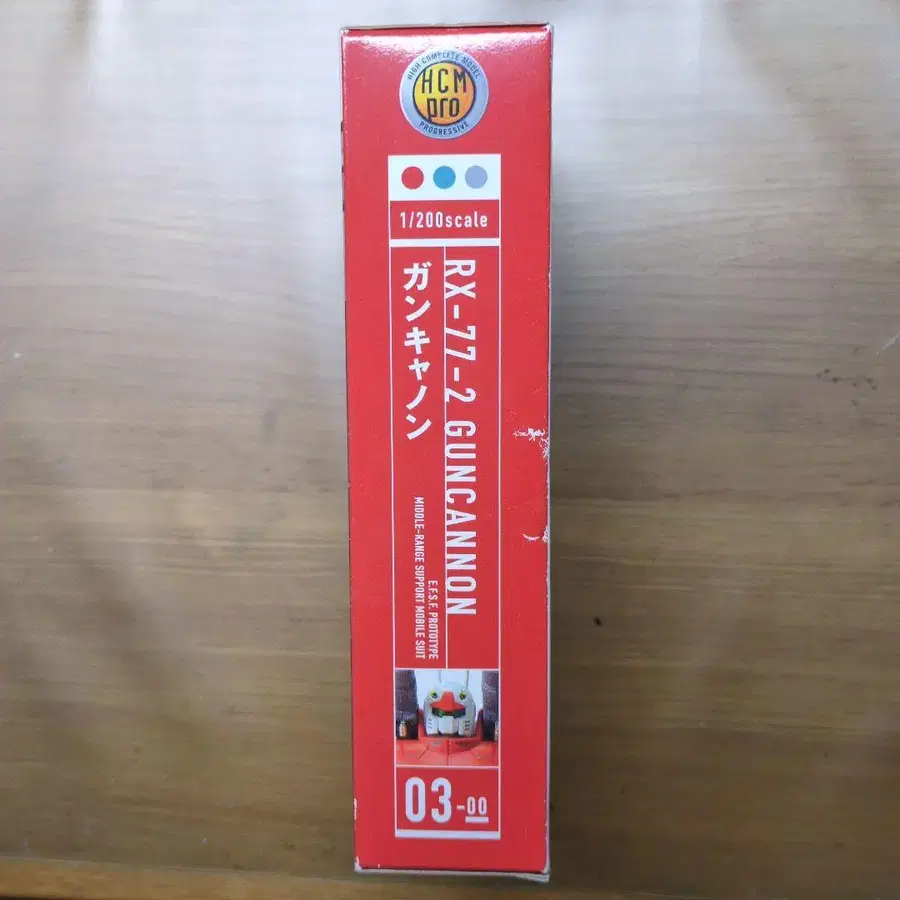 HIGH COMPLETE MODEL
HCM
pro
PROGRESSIVE
1/200scale
RX-77-2 GUNCANNON
ガンキャノン
E.F.S.F. PROTOTYPE
MIDDLE-RANGE SUPPORT MOBILE SUIT
03-00